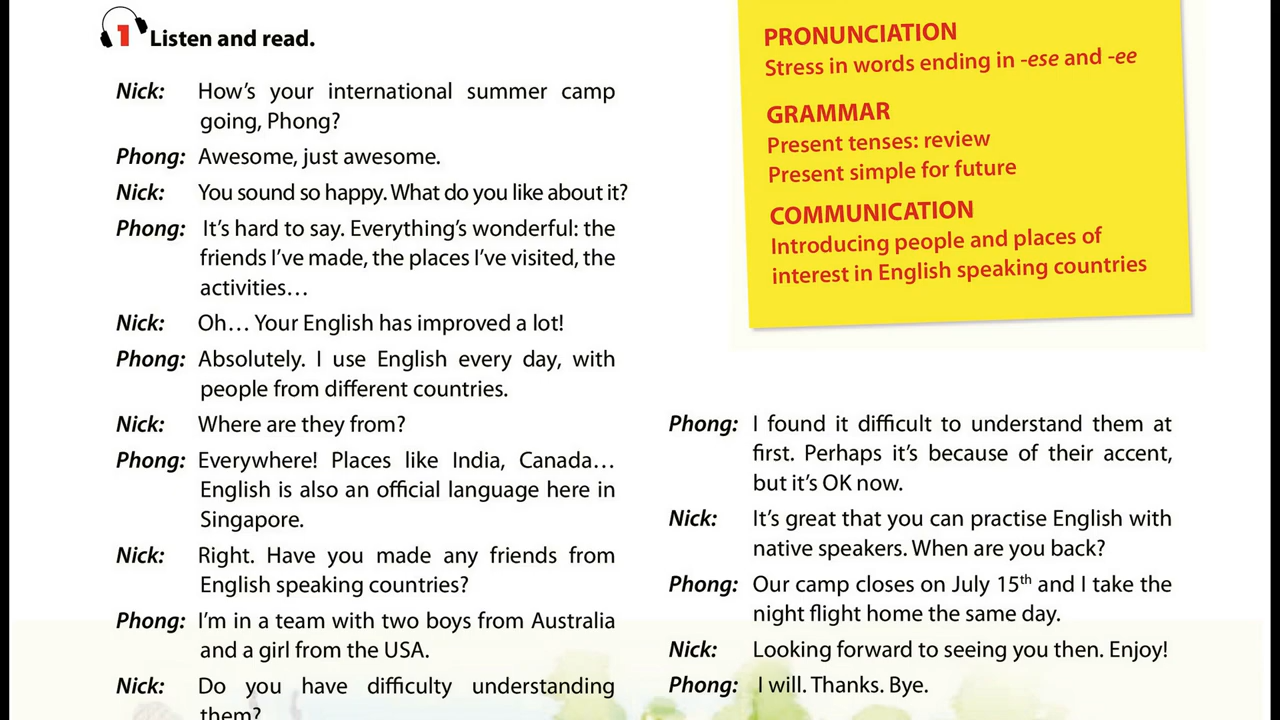 1 Listen and read.
Nick: How's your international summer camp
going, Phong?
Phong: Awesome, just awesome.
Nick: You sound so happy. What do you like about it?
Phong: It's hard to say. Everything's wonderful: the
friends I've made, the places I've visited, the
activities…
Nick: Oh… Your English has improved a lot!
Phong: Absolutely. I use English every day, with
people from different countries.
Nick: Where are they from?
Phong: Everywhere! Places like India, Canada…
English is also an official language here in
Singapore.
Nick: Right. Have you made any friends from
English speaking countries?
Phong: I'm in a team with two boys from Australia
and a girl from the USA.
Nick: Do you have difficulty understanding
them?
PRONUNCIATION
Stress in words ending in -ese and -ee
GRAMMAR
Present tenses: review
Present simple for future
COMMUNICATION
Introducing people and places of
interest in English speaking countries
Phong: I found it difficult to understand them at
first. Perhaps it's because of their accent,
but it's OK now.
Nick: It's great that you can practise English with
native speakers. When are you back?
Phong: Our camp closes on July 15th and I take the
night flight home the same day.
Nick: Looking forward to seeing you then. Enjoy!
Phong: I will. Thanks. Bye.